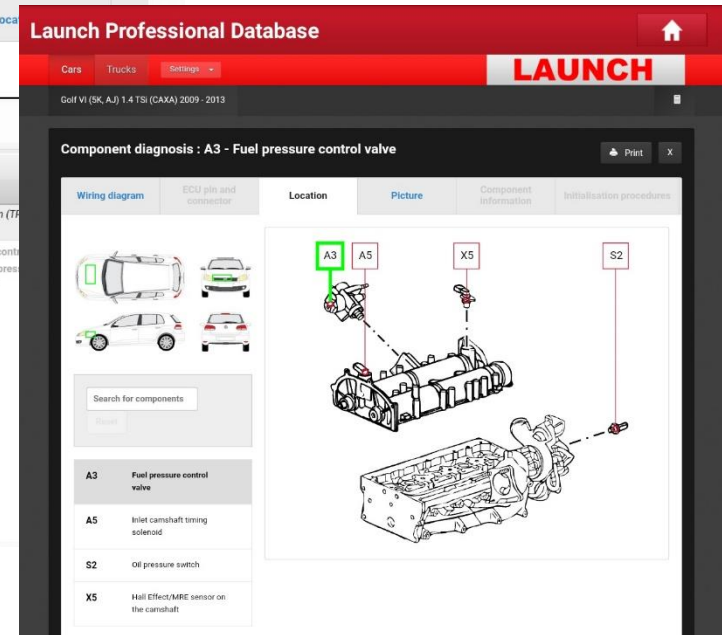 Launch Professional Database
Cars Trucks Settings
LAUNCH
Golf VI (5K, AJ) 1.4 TSi (CAXA) 2009 - 2013
Component diagnosis : A3 - Fuel pressure control valve
Print X
Wiring diagram
ECU pin and
connector
Location
Picture
Component
information
Initialisation procedures
A3 A5 X5 S2
Search for components
Reset
A3 Fuel pressure control
valve
A5 Inlet camshaft timing
solenoid
S2 Oil pressure switch
X5 Hall Effect/MRE sensor on
the camshaft